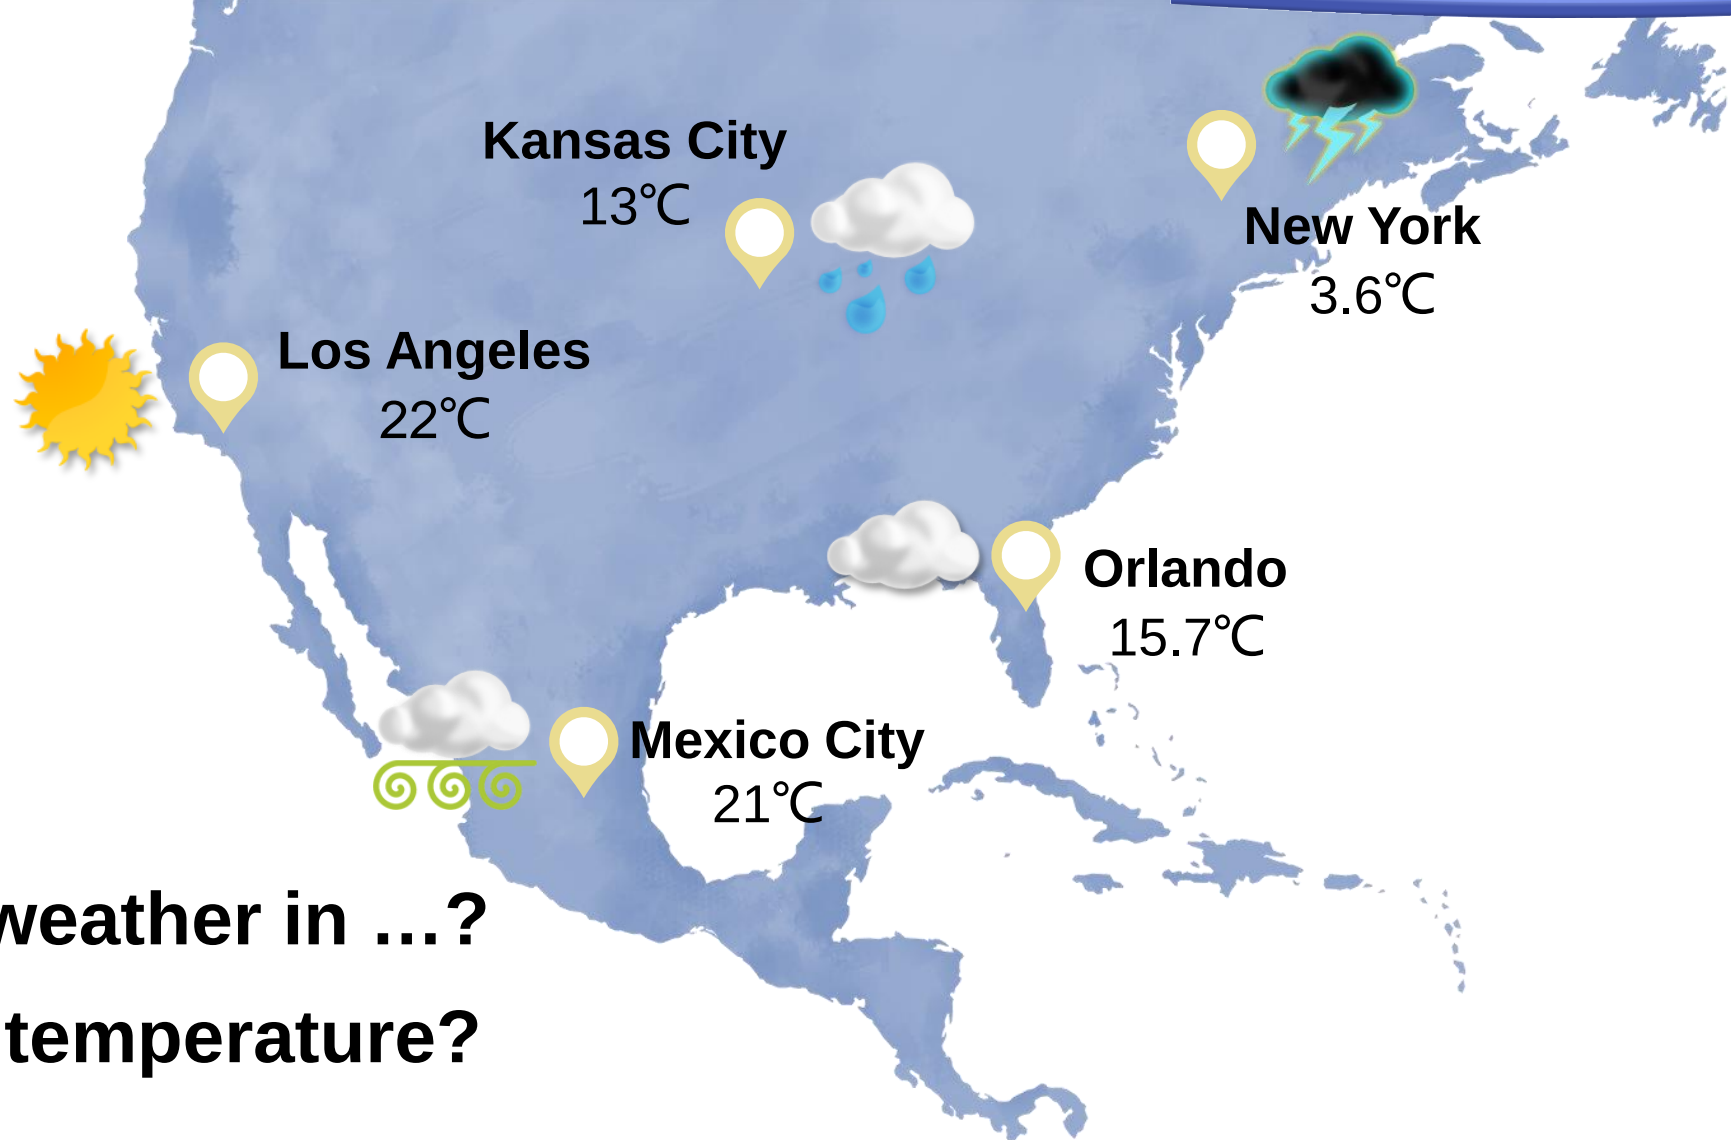 Kansas City
13℃
New York
3.6℃
Los Angeles
22℃
Orlando
15.7℃
Mexico City
21℃
weather in …?
temperature?